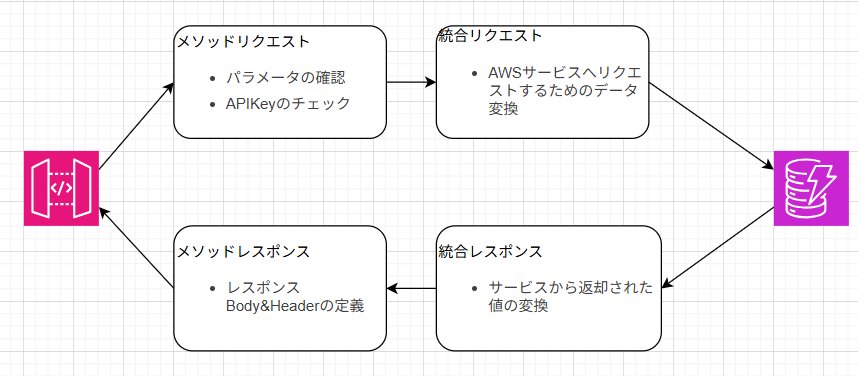 メソッドリクエスト
• パラメータの確認
• APIKeyのチェック
統合リクエスト
• AWSサービスへリクエ
ストするためのデータ
変換
</>
メソッドレスポンス
• レスポンス
Body&Headerの定義
統合レスポンス
• サービスから返却された
値の変換